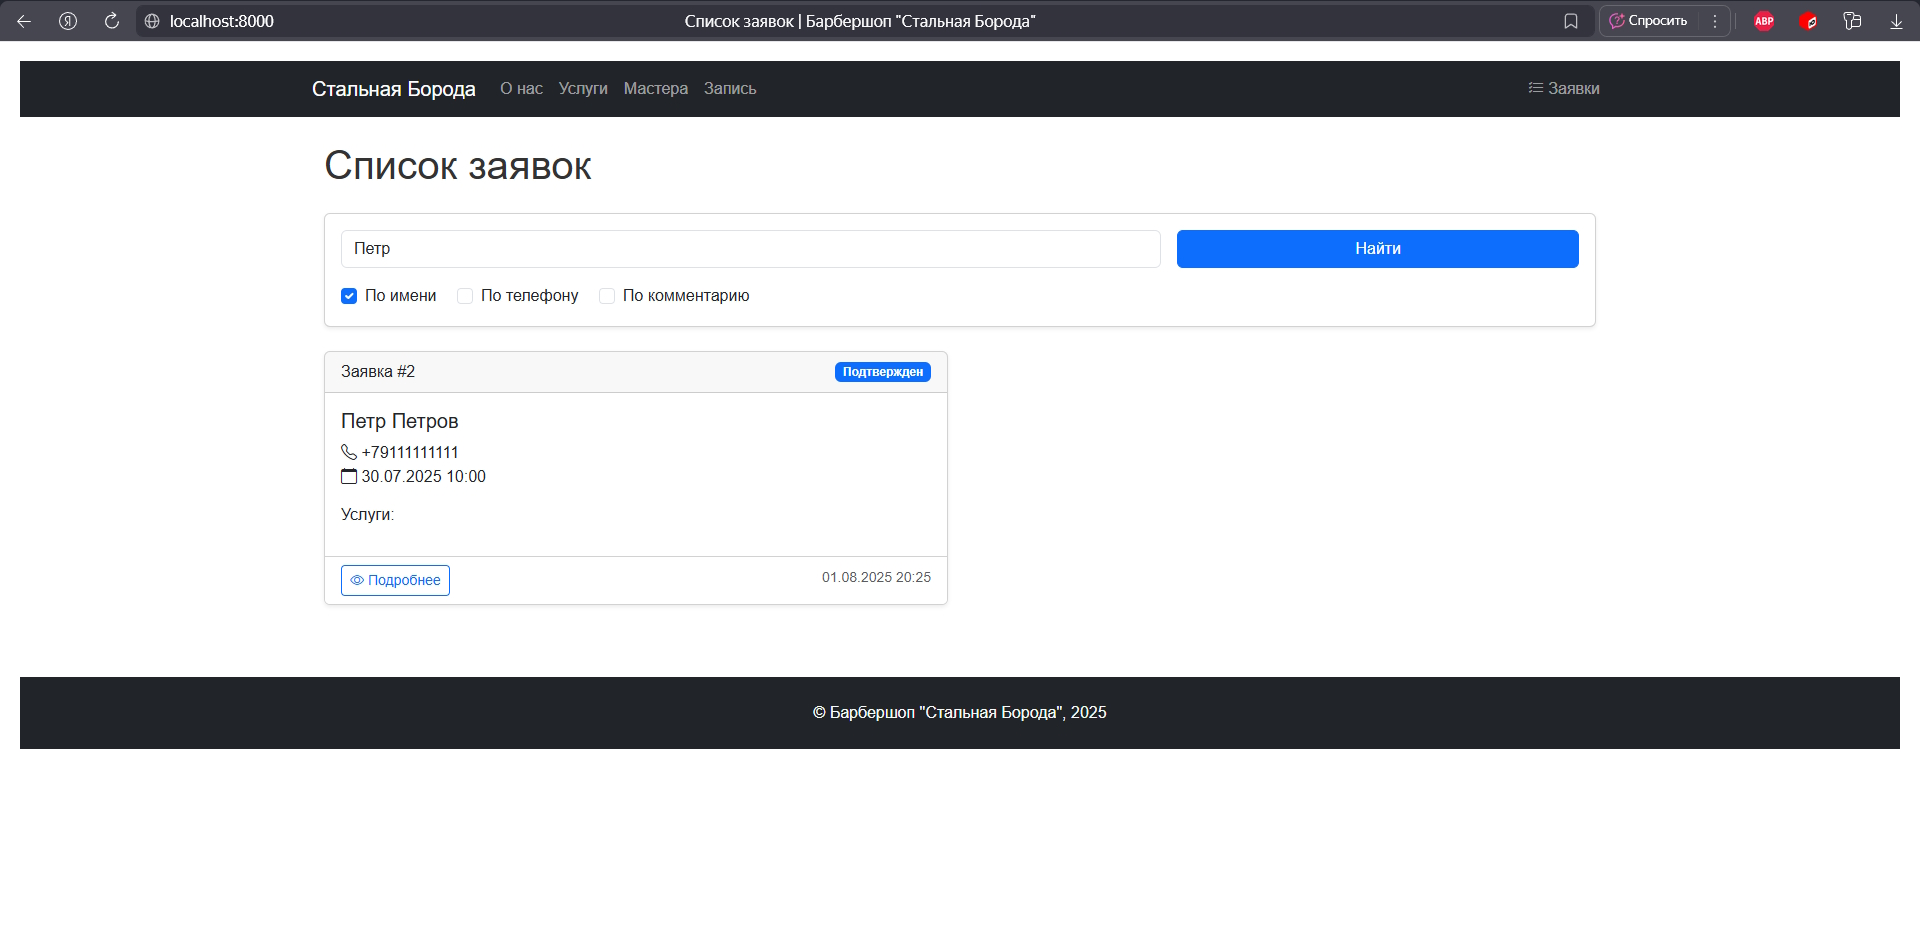 Я localhost:8000 Список заявок | Барбершоп "Стальная Борода" Спросить ABP
Стальная Борода О нас Услуги Мастера Запись Заявки
Список заявок
Петр Найти
По имени По телефону По комментарию
Заявка #2 Подтвержден
Петр Петров
+79111111111
30.07.2025 10:00
Услуги:
Подробнее 01.08.2025 20:25
© Барбершоп "Стальная Борода", 2025